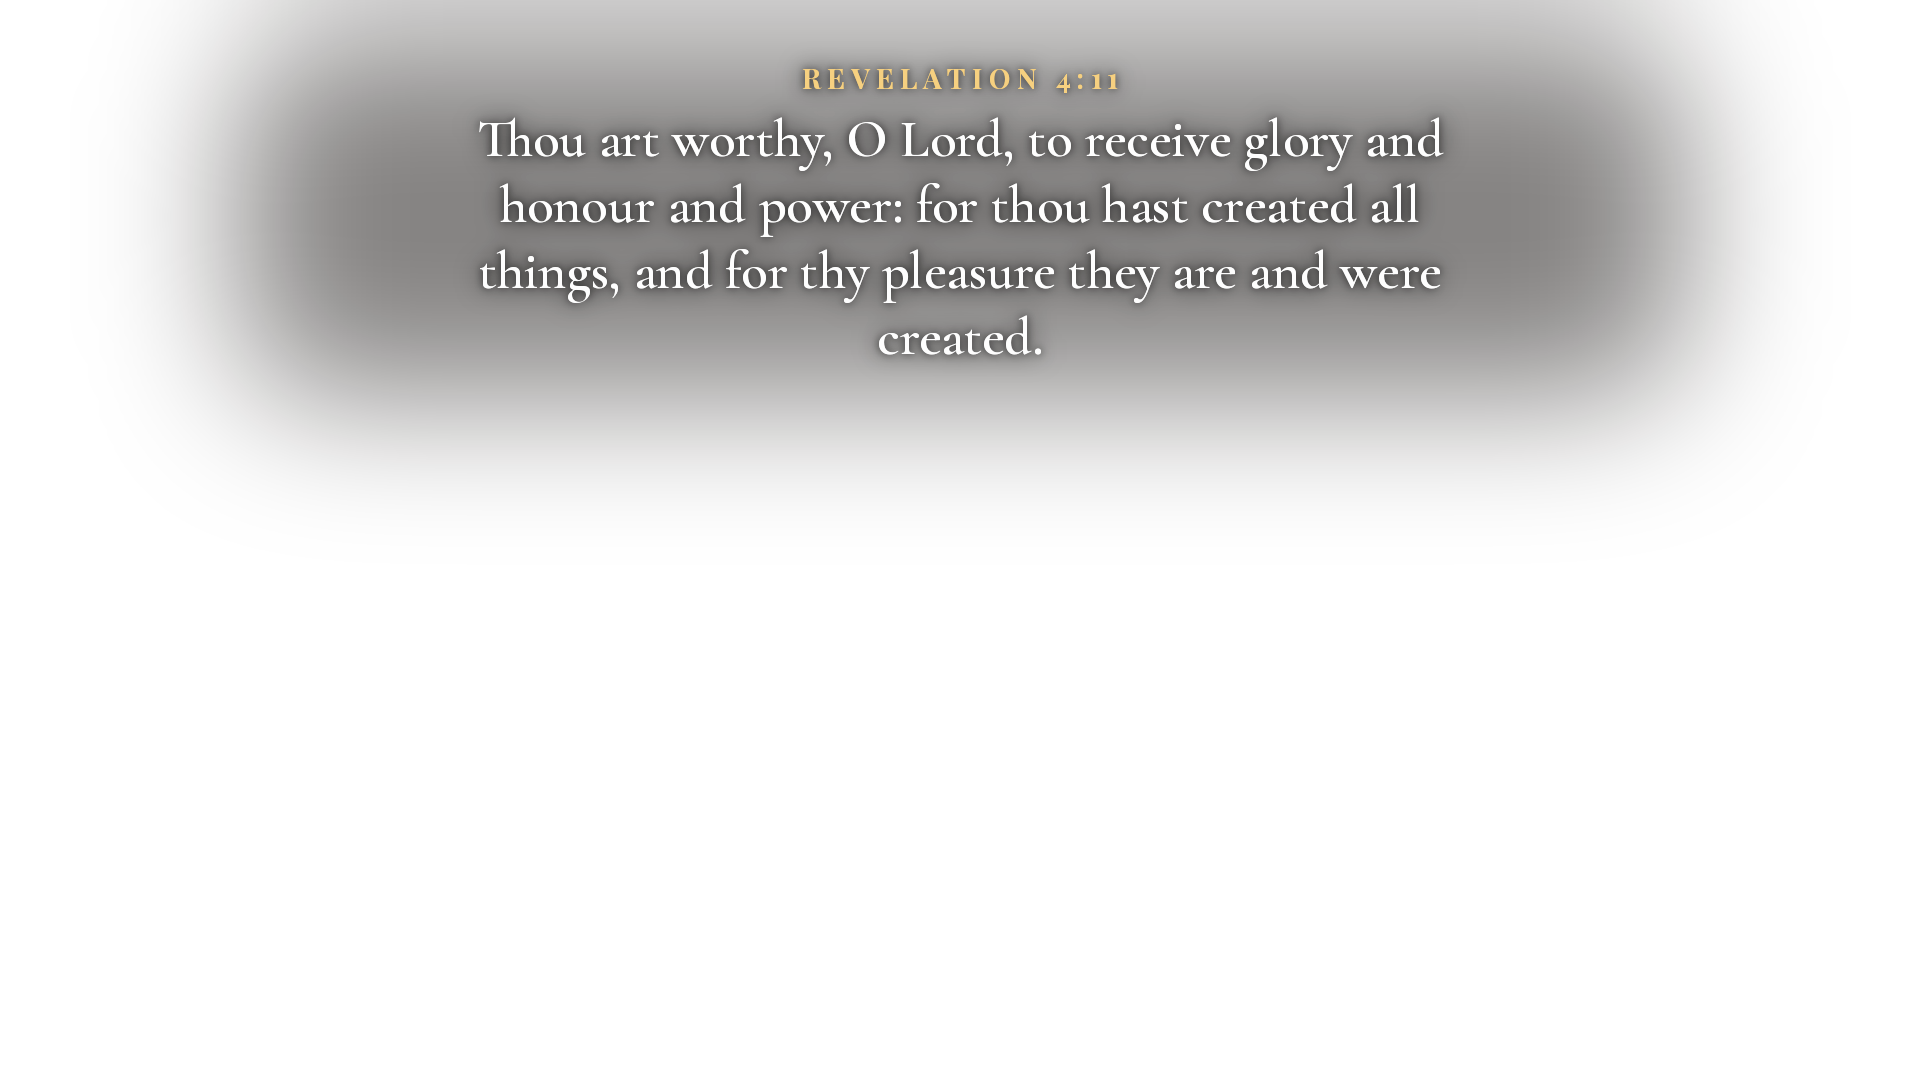 REVELATION 4:11
Thou art worthy, O Lord, to receive glory and
honour and power: for thou hast created all
things, and for thy pleasure they are and were
created.